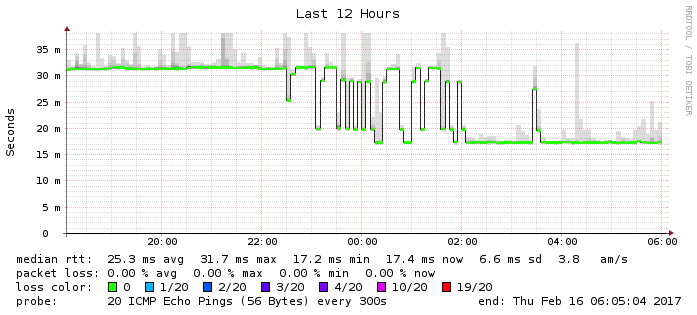 Last 12 Hours
RRDTOOL / TOBI OETIKER
Seconds
35 m
30 m
25 m
20 m
15 m
10 m
5 m
0
20:00 22:00 00:00 02:00 04:00 06:00
median rtt: 25.3 ms avg 31.7 ms max 17.2 ms min 17.4 ms now 6.6 ms sd 3.8 am/s
packet loss: 0.00 % avg 0.00 % max 0.00 % min 0.00 % now
loss color: 0 1/20 2/20 3/20 4/20 10/20 19/20
probe: 20 ICMP Echo Pings (56 Bytes) every 300s end: Thu Feb 16 06:05:04 2017